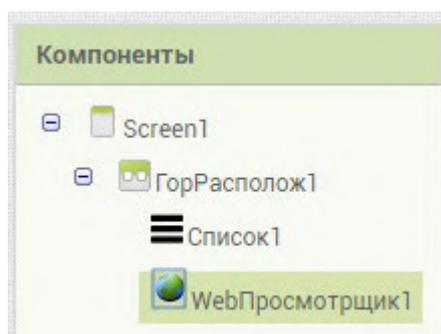 Компоненты
Screen1
ГорРасполож1
Список1
WebПросмотрщик1